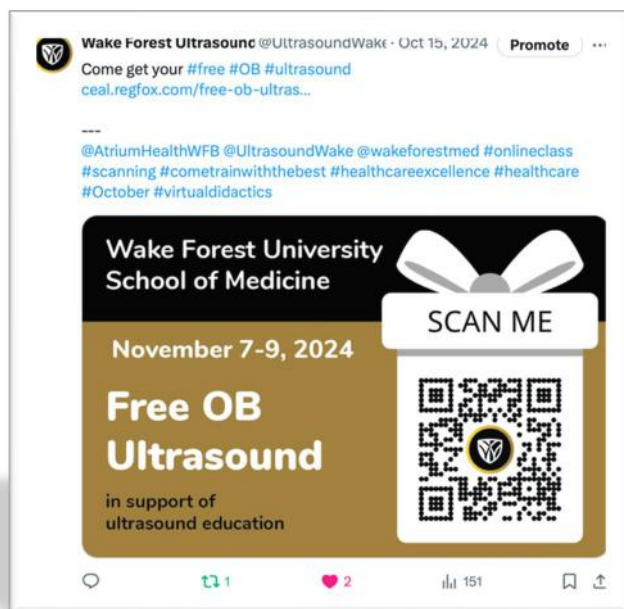 Wake Forest Ultrasound @UltrasoundWake · Oct 15, 2024 Promote ...
Come get your #free #OB #ultrasound
ceal.regfox.com/free-ob-ultras...
---
@AtriumHealthWFB @UltrasoundWake @wakeforestmed #onlineclass
#scanning #cometrainwiththebest #healthcareexcellence #healthcare
#October #virtualdidactics
Wake Forest University
School of Medicine
SCAN ME
November 7-9, 2024
Free OB
Ultrasound
in support of
ultrasound education
1 2 151